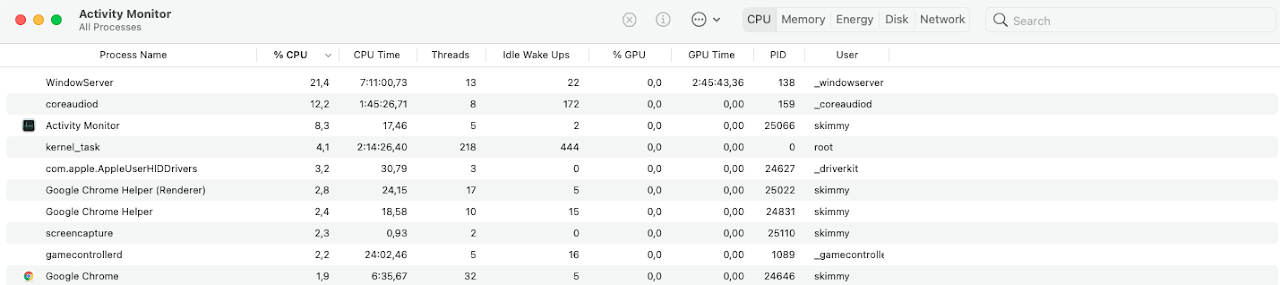 Activity Monitor
All Processes
CPU Memory Energy Disk Network
Search
Process Name % CPU CPU Time Threads Idle Wake Ups % GPU GPU Time PID User
WindowServer 21,4 7:11:00,73 13 22 0,0 2:45:43,36 138 _windowserver
coreaudiod 12,2 1:45:26,71 8 172 0,0 0,00 159 _coreaudiod
Activity Monitor 8,3 17,46 5 2 0,0 0,00 25066 skimmy
kernel_task 4,1 2:14:26,40 218 444 0,0 0,00 0 root
com.apple.AppleUserHIDDrivers 3,2 30,79 3 0 0,0 0,00 24627 _driverkit
Google Chrome Helper (Renderer) 2,8 24,15 17 5 0,0 0,00 25022 skimmy
Google Chrome Helper 2,4 18,58 10 15 0,0 0,00 24831 skimmy
screencapture 2,3 0,93 2 0 0,0 0,00 25110 skimmy
gamecontrollerd 2,2 24:02,46 5 16 0,0 0,00 1089 _gamecontrolle
Google Chrome 1,9 6:35,67 32 5 0,0 0,00 24646 skimmy